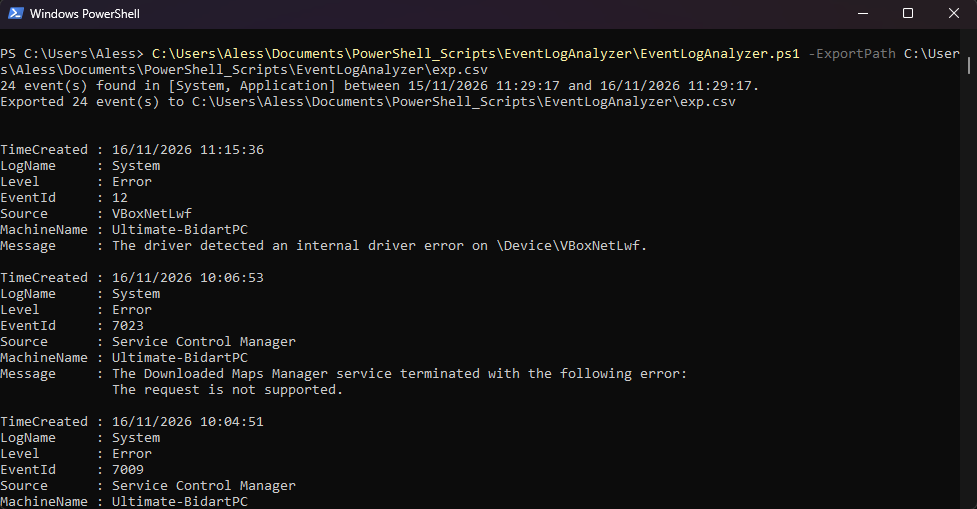 Windows PowerShell
PS C:\Users\Aless> C:\Users\Aless\Documents\PowerShell_Scripts\EventLogAnalyzer\EventLogAnalyzer.ps1 -ExportPath C:\User
s\Aless\Documents\PowerShell_Scripts\EventLogAnalyzer\exp.csv
24 event(s) found in [System, Application] between 15/11/2026 11:29:17 and 16/11/2026 11:29:17.
Exported 24 event(s) to C:\Users\Aless\Documents\PowerShell_Scripts\EventLogAnalyzer\exp.csv
TimeCreated : 16/11/2026 11:15:36
LogName     : System
Level       : Error
EventId     : 12
Source      : VBoxNetLwf
MachineName : Ultimate-BidartPC
Message     : The driver detected an internal driver error on \Device\VBoxNetLwf.
TimeCreated : 16/11/2026 10:06:53
LogName     : System
Level       : Error
EventId     : 7023
Source      : Service Control Manager
MachineName : Ultimate-BidartPC
Message     : The Downloaded Maps Manager service terminated with the following error:
              The request is not supported.
TimeCreated : 16/11/2026 10:04:51
LogName     : System
Level       : Error
EventId     : 7009
Source      : Service Control Manager
MachineName : Ultimate-BidartPC